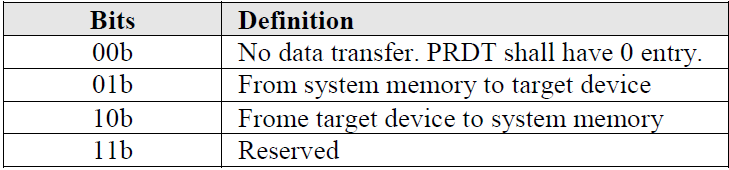 Bits Definition
00b No data transfer. PRDT shall have 0 entry.
01b From system memory to target device
10b Frome target device to system memory
11b Reserved